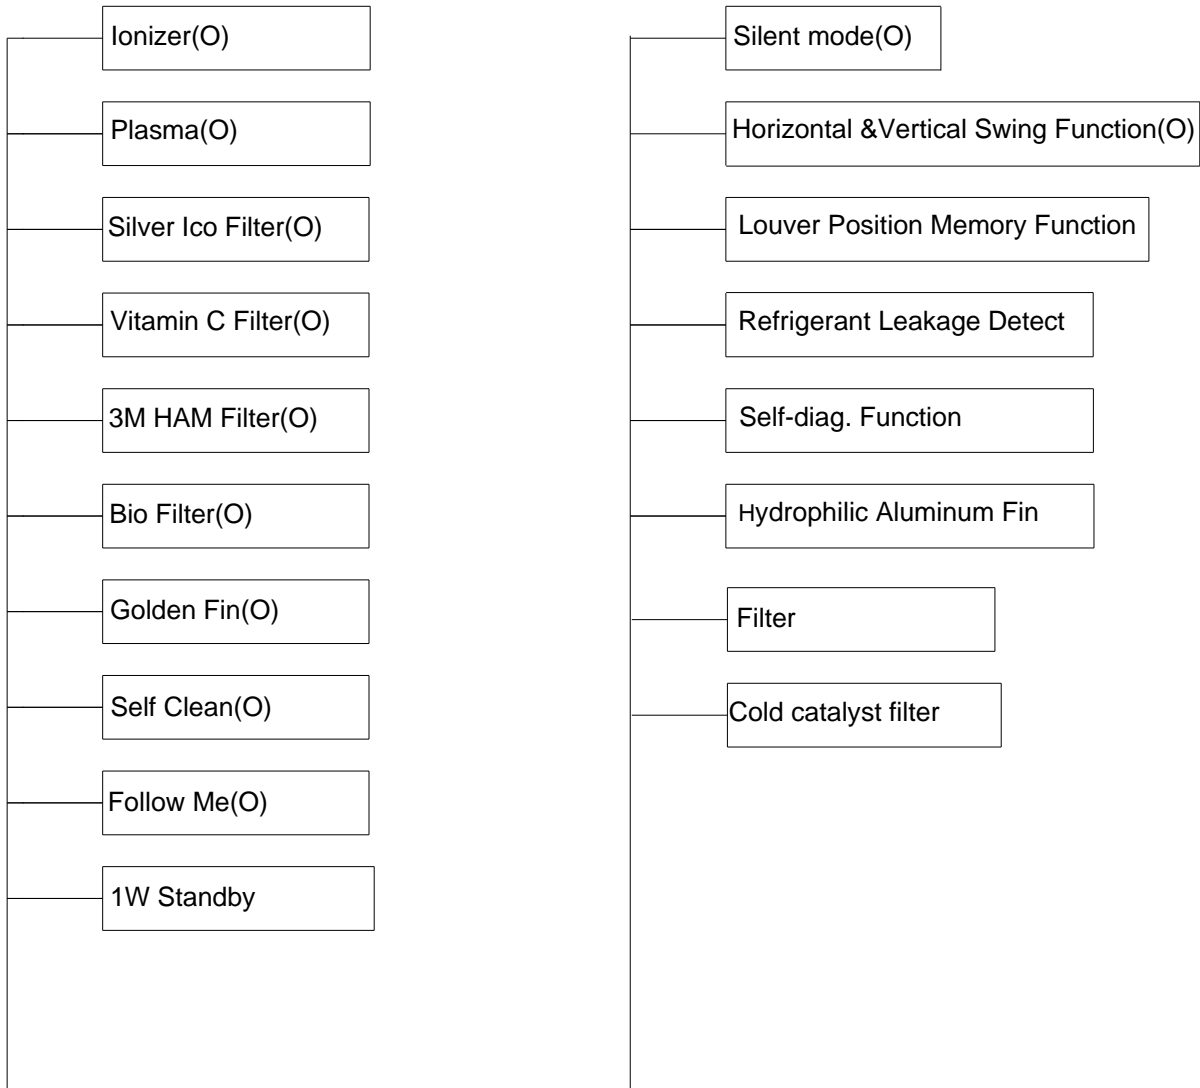 Ionizer(O)
Plasma(O)
Silver Ico Filter(O)
Vitamin C Filter(O)
3M HAM Filter(O)
Bio Filter(O)
Golden Fin(O)
Self Clean(O)
Follow Me(O)
1W Standby
Silent mode(O)
Horizontal &Vertical Swing Function(O)
Louver Position Memory Function
Refrigerant Leakage Detect
Self-diag. Function
Hydrophilic Aluminum Fin
Filter
Cold catalyst filter